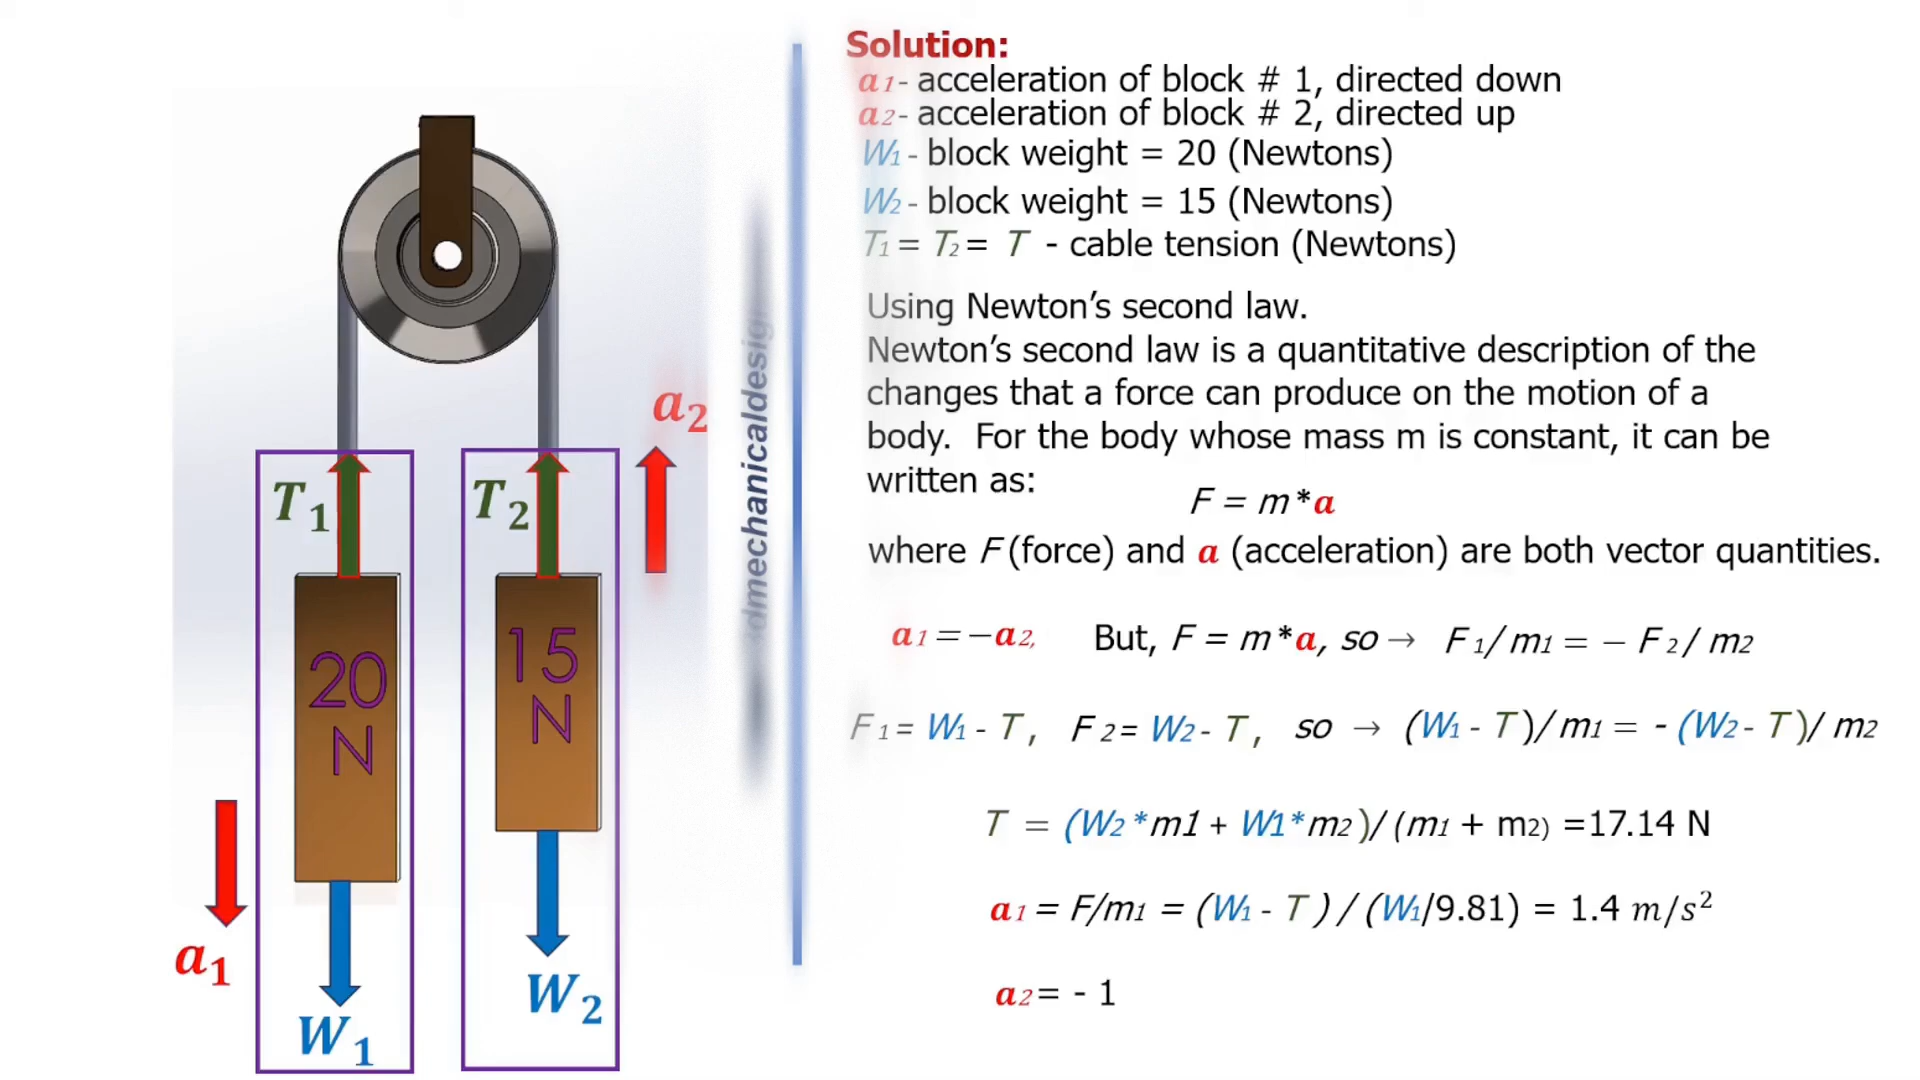 Solution:
a1 - acceleration of block # 1, directed down
a2 - acceleration of block # 2, directed up
W1 - block weight = 20 (Newtons)
W2 - block weight = 15 (Newtons)
T1 = T2 = T - cable tension (Newtons)
Using Newton’s second law.
Newton’s second law is a quantitative description of the
changes that a force can produce on the motion of a
body. For the body whose mass m is constant, it can be
written as:
F = m * a
where F (force) and a (acceleration) are both vector quantities.
a1 = −a2, But, F = m * a, so → F1/ m1 = − F2/ m2
F1 = W1 - T, F2 = W2 - T, so → (W1 - T)/ m1 = - (W2 - T)/ m2
T = (W2 * m1 + W1* m2)/ (m1 + m2) =17.14 N
a1 = F/m1 = (W1 - T) / (W1/9.81) = 1.4 m/s²
a2 = - 1
a2
T1
T2
20
N
15
N
a1
W1
W2
dmechanicaldesign